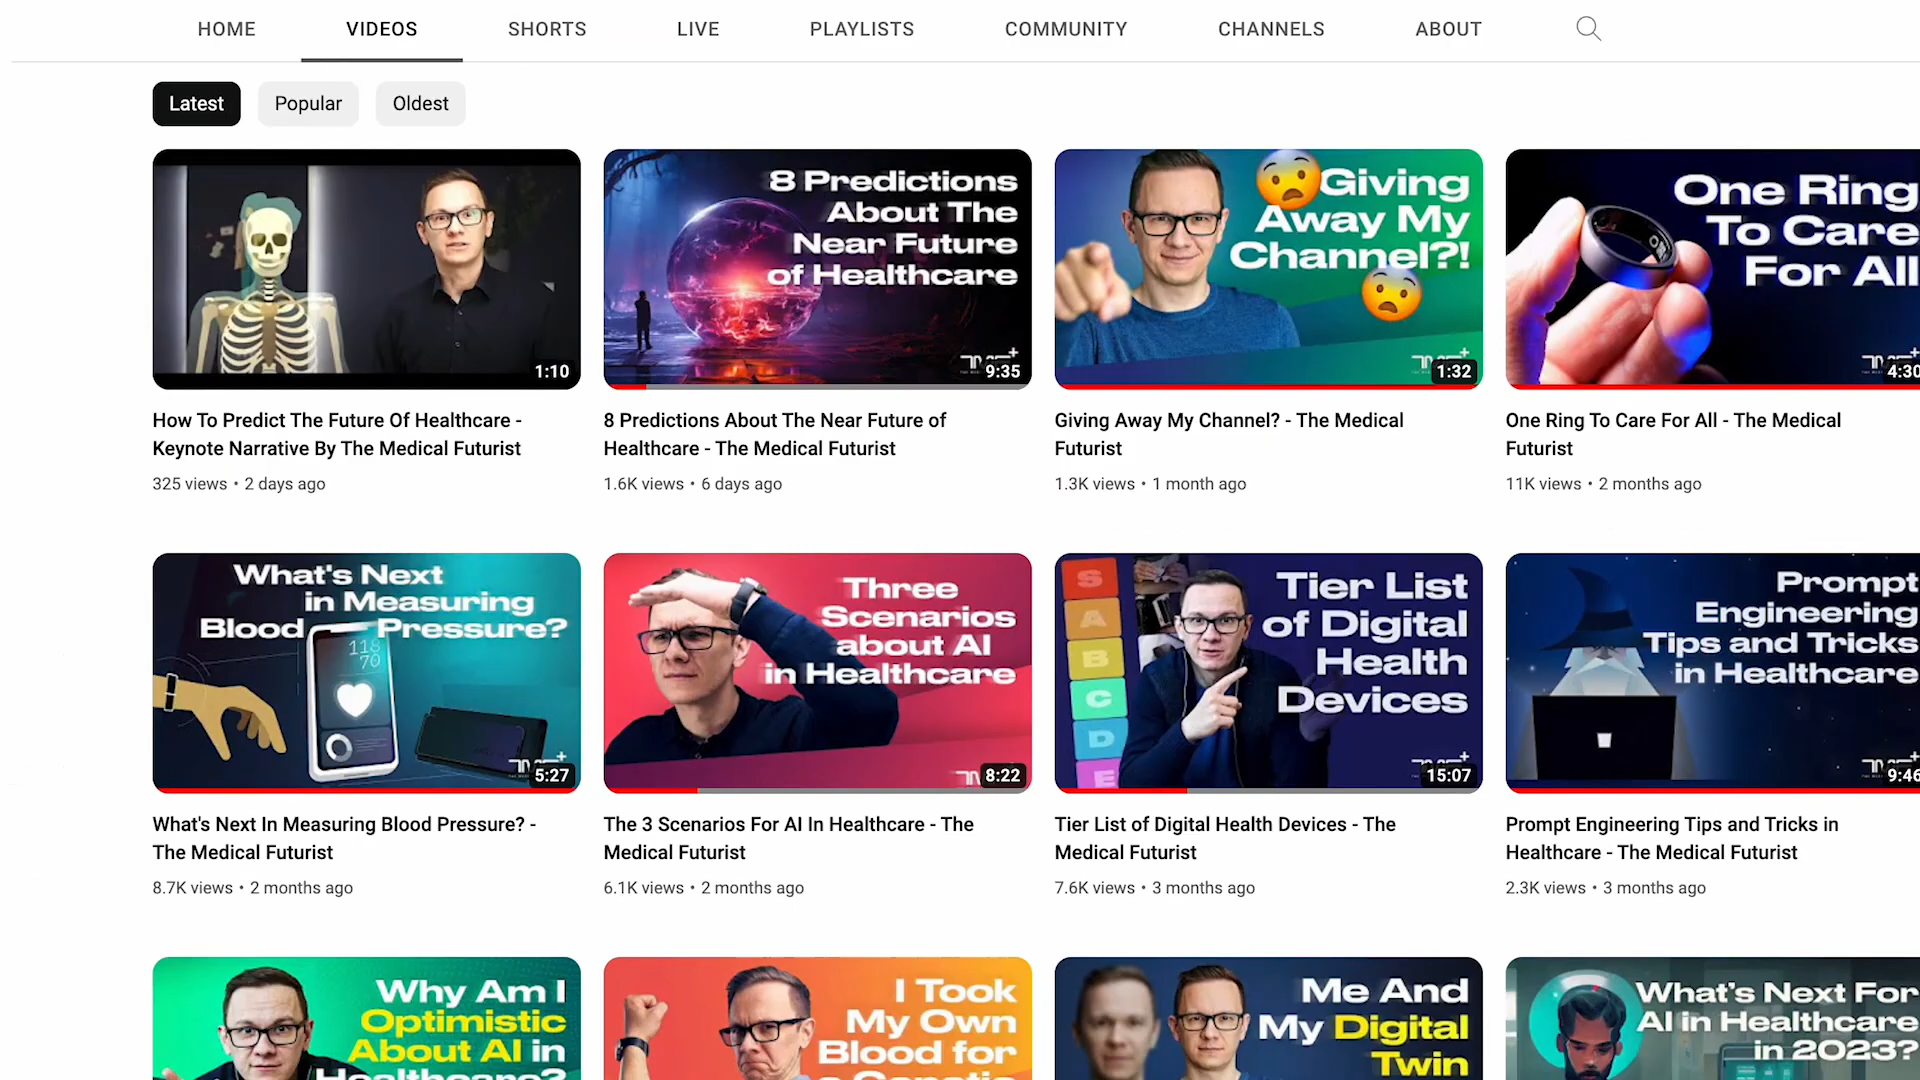 HOME VIDEOS SHORTS LIVE PLAYLISTS COMMUNITY CHANNELS ABOUT
Latest Popular Oldest
1:10
8 Predictions
About The
Near Future
of Healthcare
9:35
Giving
Away My
Channel?!
1:32
One Ring
To Care
For All
4:30
How To Predict The Future Of Healthcare -
Keynote Narrative By The Medical Futurist
325 views • 2 days ago
8 Predictions About The Near Future of
Healthcare - The Medical Futurist
1.6K views • 6 days ago
Giving Away My Channel? - The Medical
Futurist
1.3K views • 1 month ago
One Ring To Care For All - The Medical
Futurist
11K views • 2 months ago
What's Next
in Measuring
Blood Pressure?
118
70
5:27
Three
Scenarios
about AI
in Healthcare
8:22
S
A
B
C
D
E
Tier List
of Digital
Health
Devices
15:07
Prompt
Engineering
Tips and Tricks
in Healthcare
9:46
What's Next In Measuring Blood Pressure? -
The Medical Futurist
8.7K views • 2 months ago
The 3 Scenarios For AI In Healthcare - The
Medical Futurist
6.1K views • 2 months ago
Tier List of Digital Health Devices - The
Medical Futurist
7.6K views • 3 months ago
Prompt Engineering Tips and Tricks in
Healthcare - The Medical Futurist
2.3K views • 3 months ago
Why Am I
Optimistic
About AI in
Healthcare?
I Took
My Own
Blood for
a Genetic
Me And
My Digital
Twin
What's Next For
AI in Healthcare
in 2023?